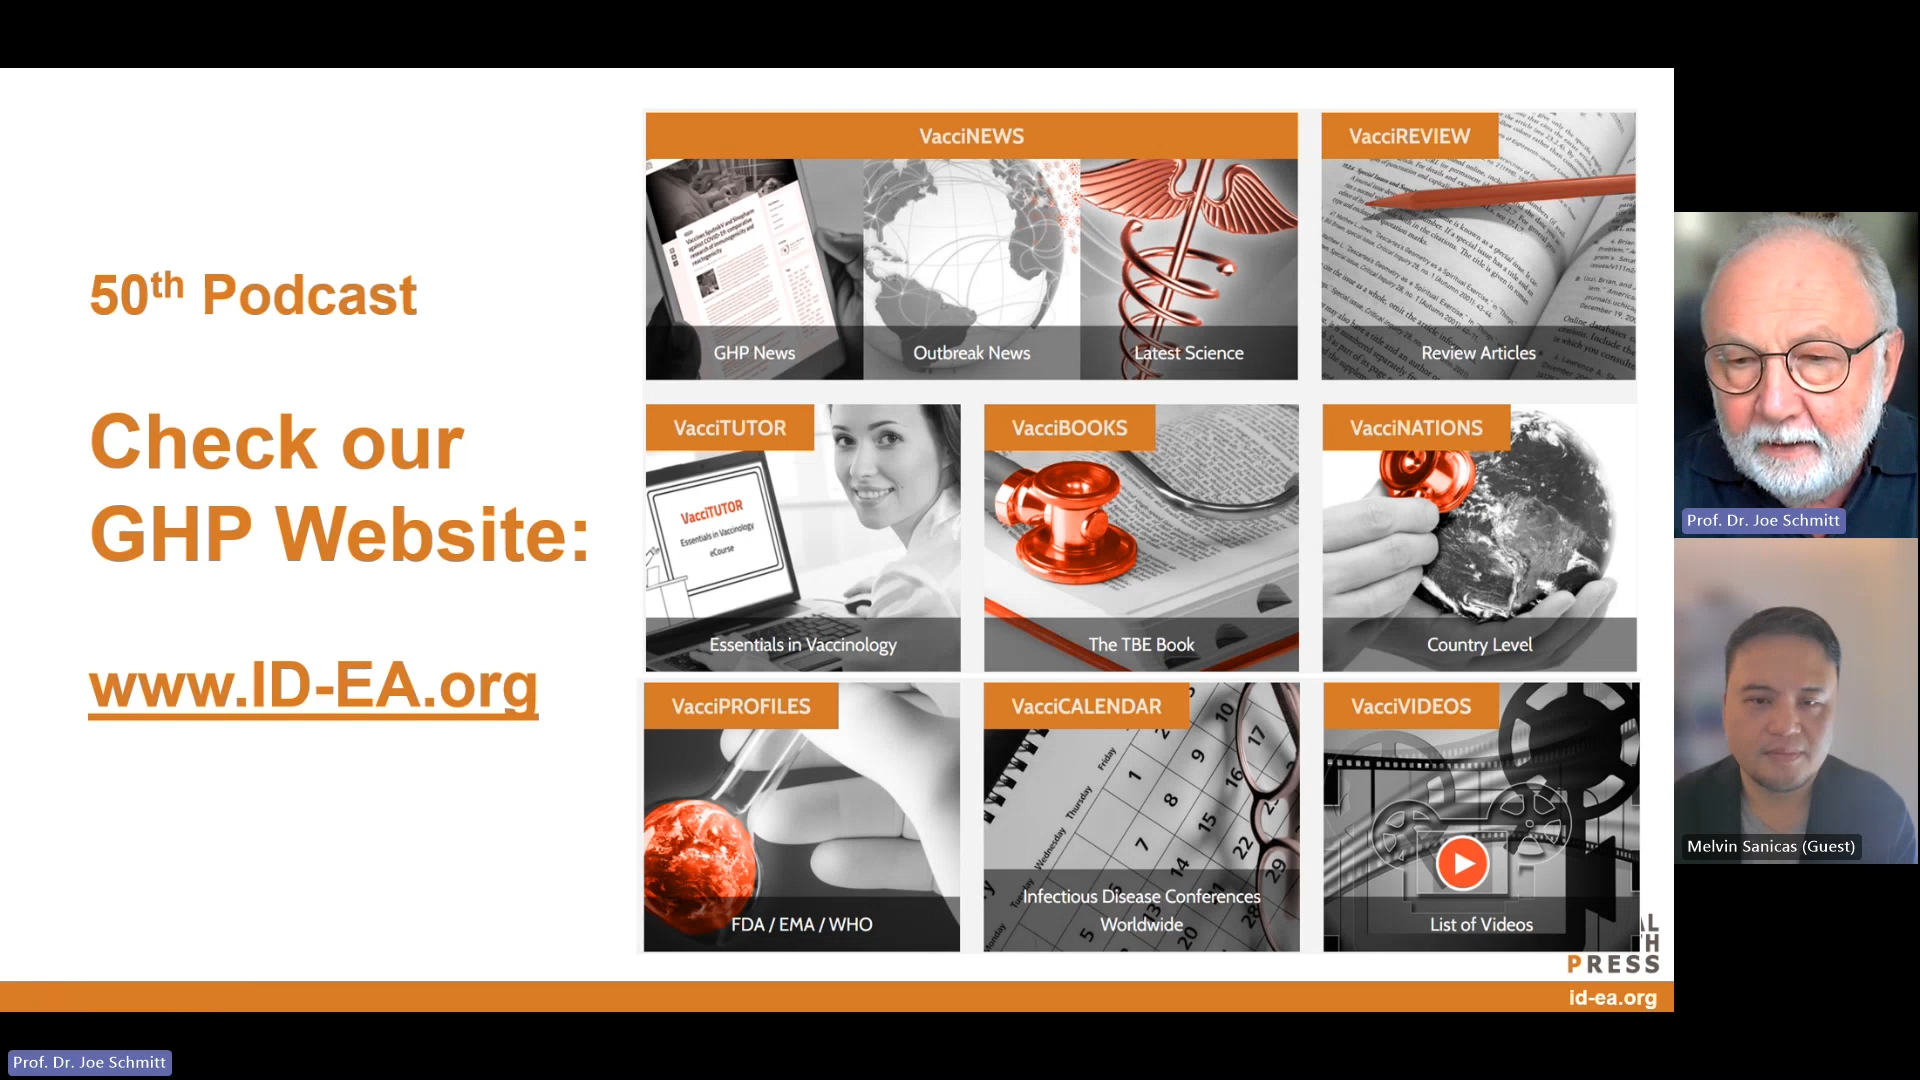 50th Podcast
Check our
GHP Website:
www.ID-EA.org
VacciNEWS
GHP News
Outbreak News
Latest Science
VacciREVIEW
Review Articles
VacciTUTOR
VacciTUTOR
Essentials in Vaccinology
eCourse
Essentials in Vaccinology
VacciBOOKS
The TBE Book
VacciNATIONS
Country Level
VacciPROFILES
FDA / EMA / WHO
VacciCALENDAR
Friday
Thursday
Wednesday
Infectious Disease Conferences
Worldwide
VacciVIDEOS
List of Videos
PRESS
id-ea.org
Prof. Dr. Joe Schmitt
Melvin Sanicas (Guest)
Prof. Dr. Joe Schmitt